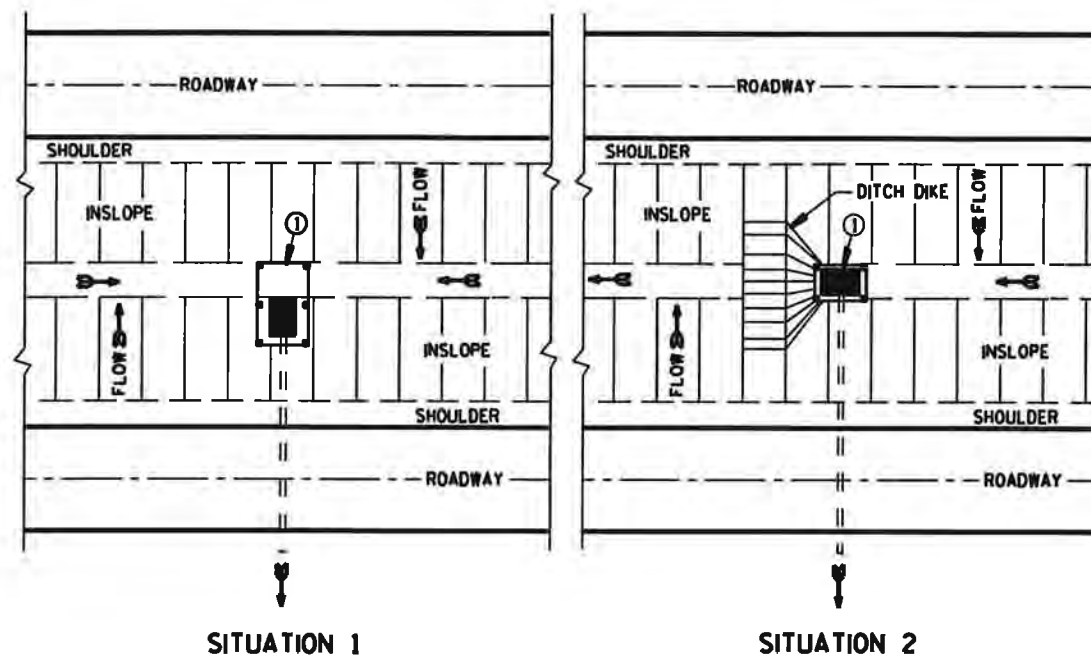 ROADWAY
SHOULDER
INSLOPE
FLOW
①
FLOW
INSLOPE
SHOULDER
ROADWAY
SITUATION 1
ROADWAY
SHOULDER
INSLOPE
DITCH DIKE
FLOW
①
FLOW
INSLOPE
SHOULDER
ROADWAY
SITUATION 2